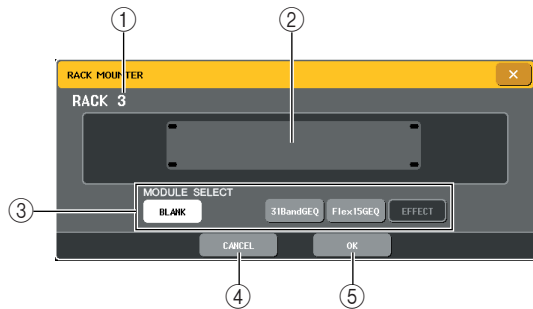 ① ②
RACK MOUNTER ×
RACK 3
③
MODULE SELECT
BLANK 31BandGEQ Flex15GEQ EFFECT
CANCEL OK
④ ⑤